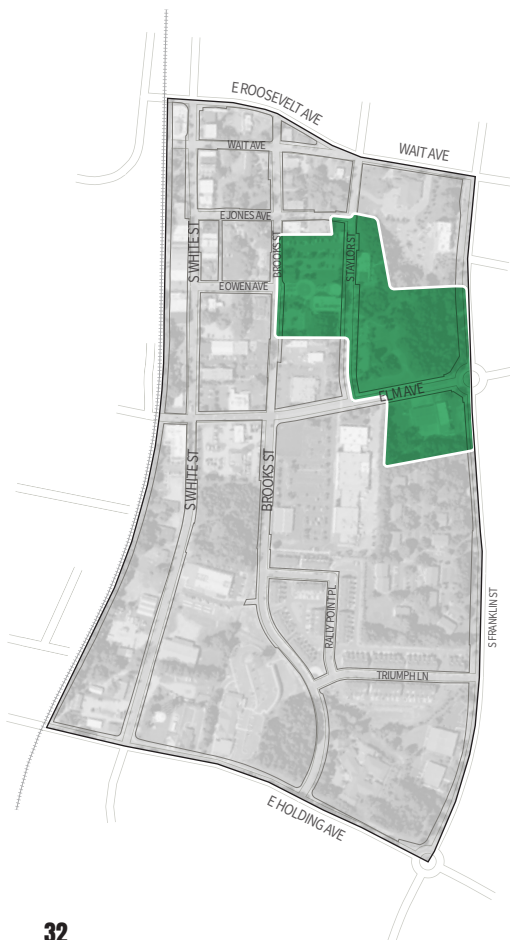 E ROOSEVELT AVE
WAIT AVE
WAIT AVE
E JONES AVE
S WHITE ST
BROOKS ST
S TAYLOR ST
E OWEN AVE
ELM AVE
S WHITE ST
BROOKS ST
RALLY POINT PL
S FRANKLIN ST
TRIUMPH LN
E HOLDING AVE
32